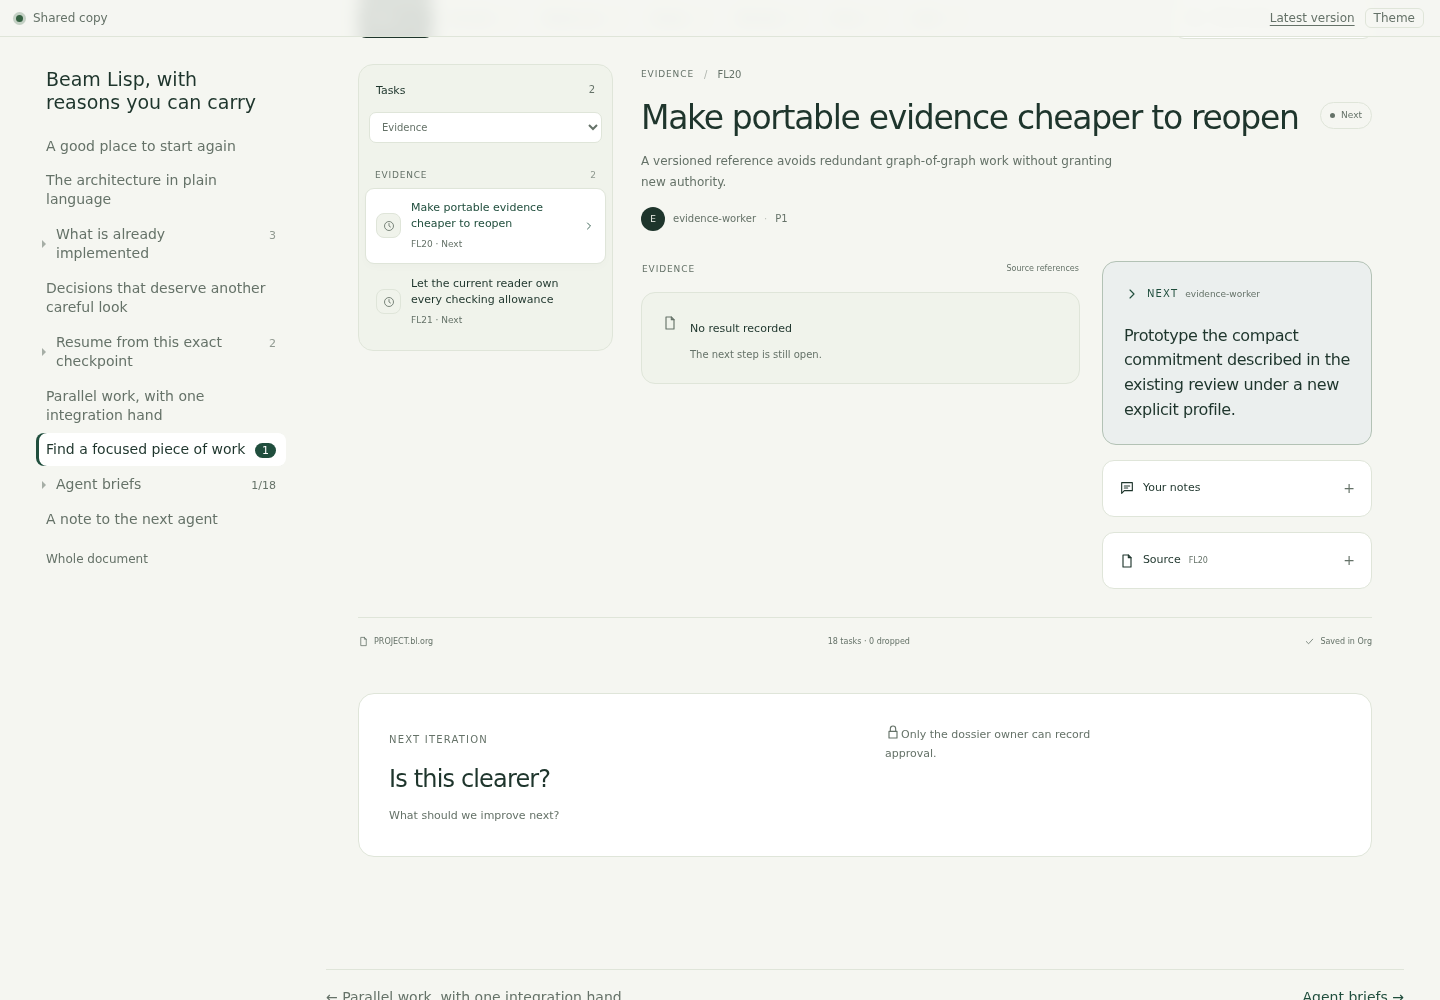 Shared copy
Latest version
Theme
Beam Lisp, with
reasons you can carry
A good place to start again
The architecture in plain
language
What is already
implemented
3
Decisions that deserve another
careful look
Resume from this exact
checkpoint
2
Parallel work, with one
integration hand
Find a focused piece of work
1
Agent briefs
1/18
A note to the next agent
Whole document
Tasks
2
Evidence
EVIDENCE
2
Make portable evidence
cheaper to reopen
FL20 · Next
Let the current reader own
every checking allowance
FL21 · Next
EVIDENCE / FL20
Make portable evidence cheaper to reopen
Next
A versioned reference avoids redundant graph-of-graph work without granting
new authority.
E
evidence-worker · P1
EVIDENCE
Source references
No result recorded
The next step is still open.
NEXT evidence-worker
Prototype the compact
commitment described in the
existing review under a new
explicit profile.
Your notes
+
Source FL20
+
PROJECT.bl.org
18 tasks · 0 dropped
Saved in Org
NEXT ITERATION
Is this clearer?
What should we improve next?
Only the dossier owner can record
approval.
← Parallel work, with one integration hand
Agent briefs →